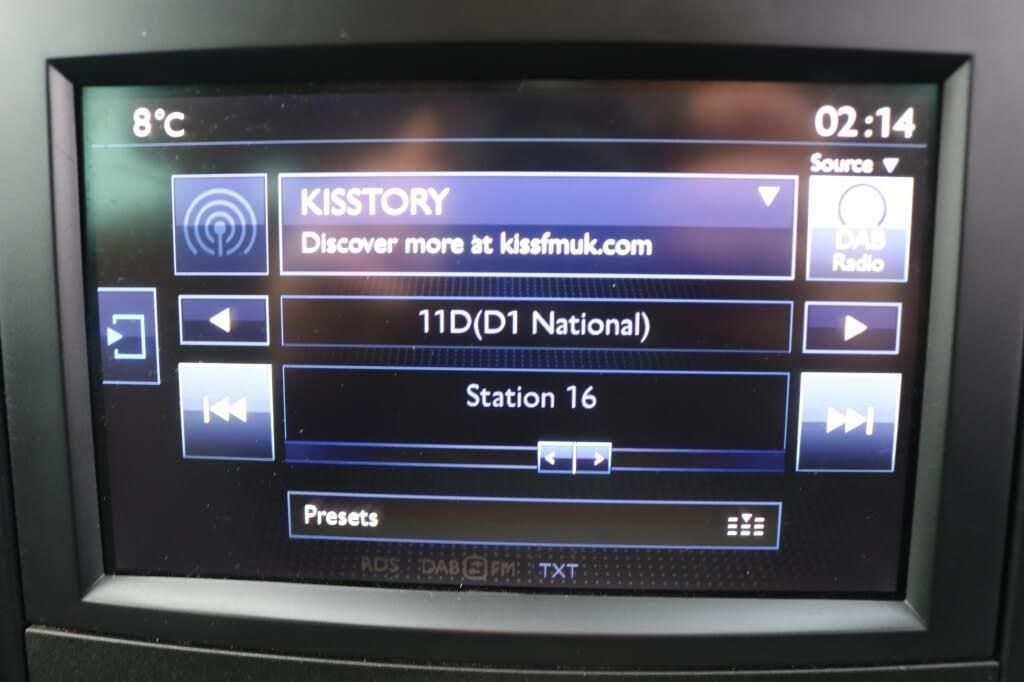 8°C
02:14
Source
KISSTORY
Discover more at kissfmuk.com
DAB
Radio
11D(D1 National)
Station 16
Presets
RDS DAB FM TXT